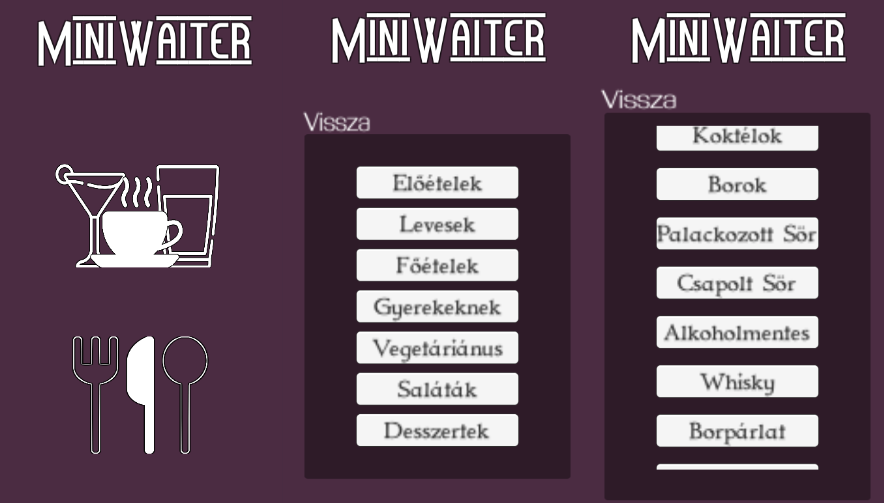 MINIWAITER
MINIWAITER
Vissza
Előételek
Levesek
Főételek
Gyerekeknek
Vegetáriánus
Saláták
Desszertek
MINIWAITER
Vissza
Koktélok
Borok
Palackozott Sör
Csapolt Sör
Alkoholmentes
Whisky
Borpárlat